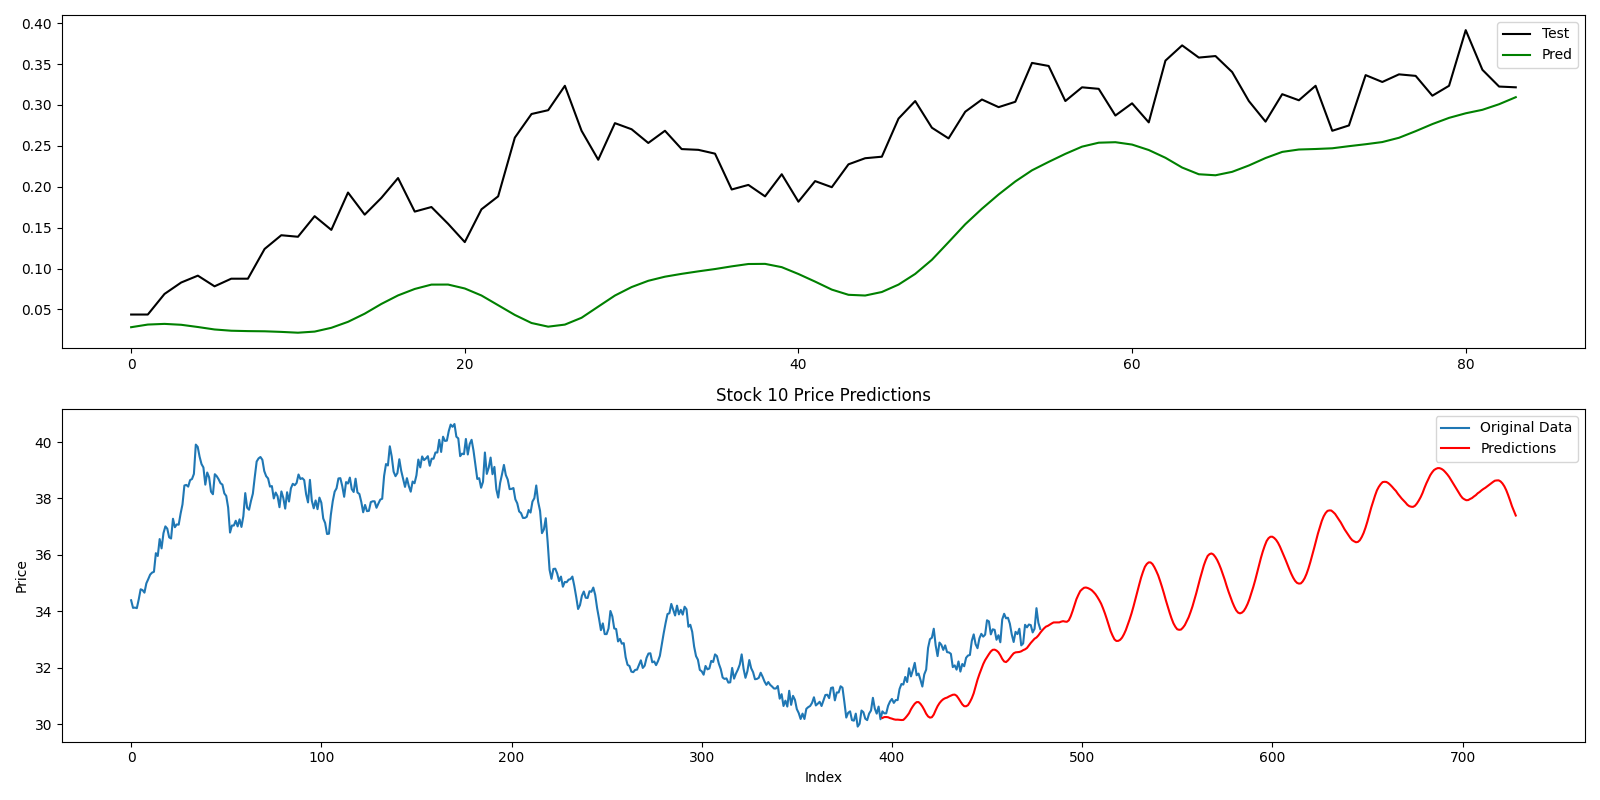 0.40
0.35
0.30
0.25
0.20
0.15
0.10
0.05
Test
Pred
0 20 40 60 80
Stock 10 Price Predictions
40
38
36
34
32
30
Price
Original Data
Predictions
0 100 200 300 400 500 600 700
Index